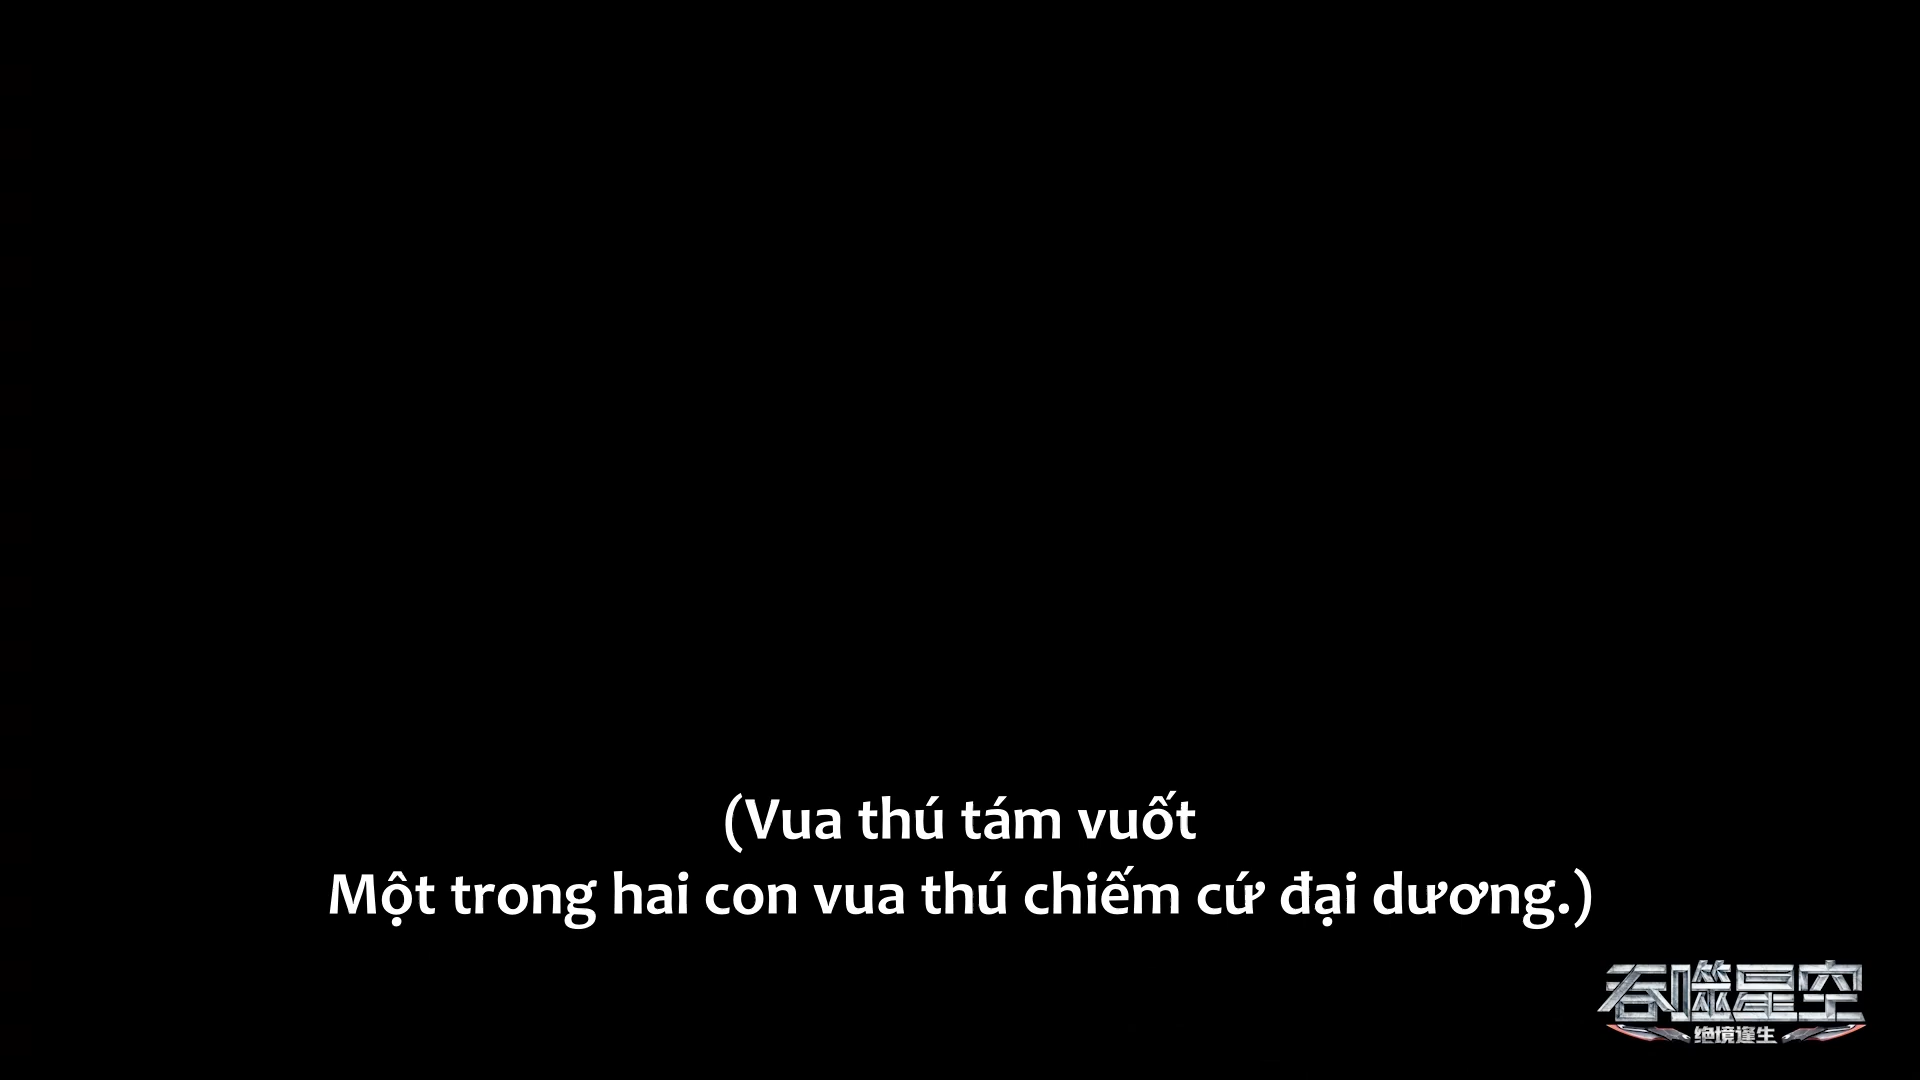 (Vua thú tám vuốt
Một trong hai con vua thú chiếm cứ đại dương.)
吞噬星空
绝境逢生